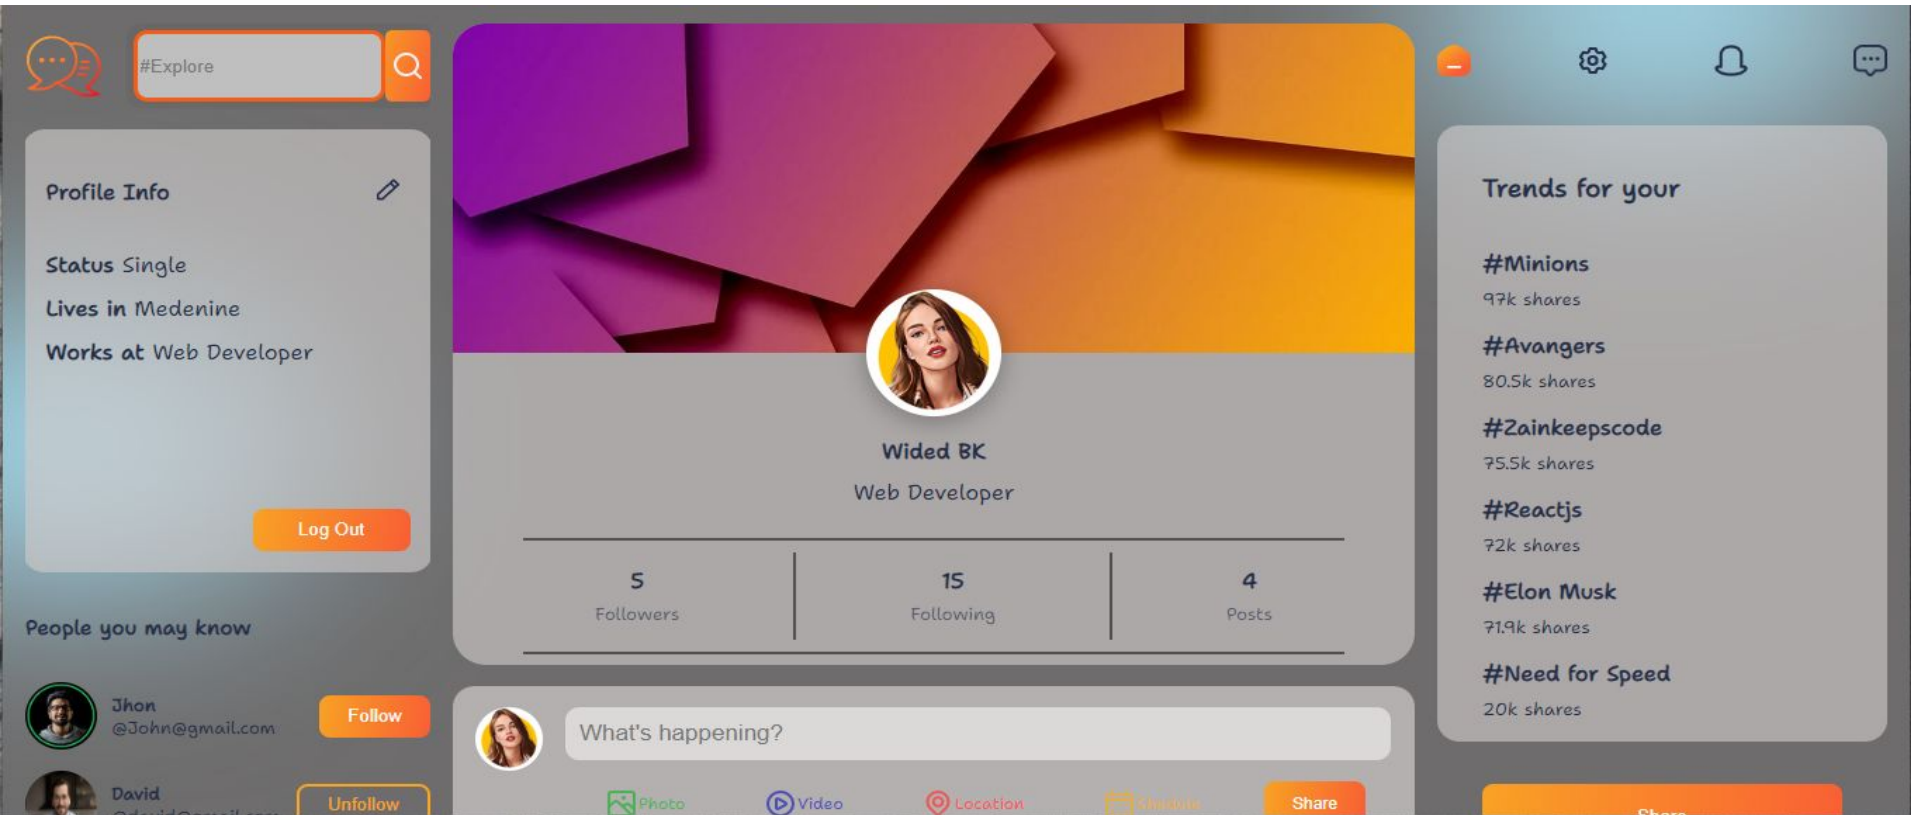 #Explore
Profile Info
Status Single
Lives in Medenine
Works at Web Developer
Log Out
People you may know
Jhon
@John@gmail.com
Follow
David
Unfollow
Wided BK
Web Developer
5
Followers
15
Following
4
Posts
What's happening?
Photo
Video
Location
Share
Trends for your
#Minions
97k shares
#Avangers
80.5k shares
#Zainkeepscode
75.5k shares
#Reactjs
72k shares
#Elon Musk
71.9k shares
#Need for Speed
20k shares
Share